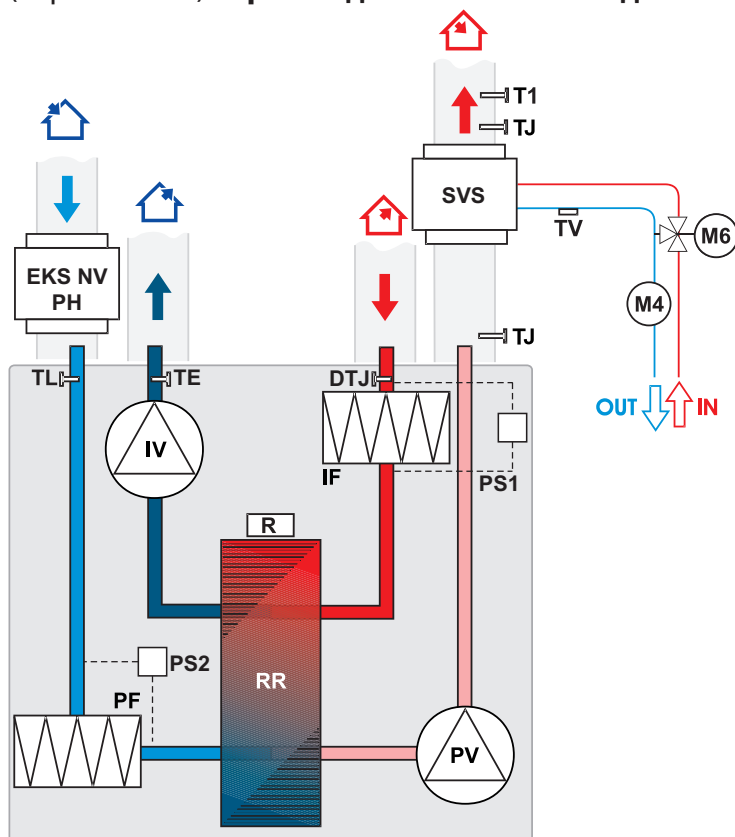 T1
TJ
SVS
TV
M6
EKS NV
PH
M4
TJ
TL
TE
DTJ
OUT
IN
IV
IF
PS1
R
PS2
RR
PF
PV